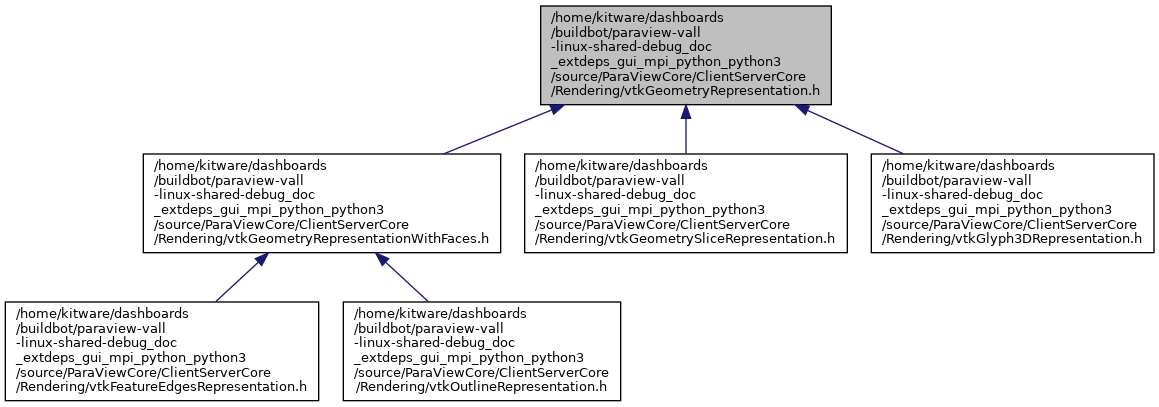 /home/kitware/dashboards
/buildbot/paraview-vall
-linux-shared-debug_doc
_extdeps_gui_mpi_python_python3
/source/ParaViewCore/ClientServerCore
/Rendering/vtkGeometryRepresentation.h
/home/kitware/dashboards
/buildbot/paraview-vall
-linux-shared-debug_doc
_extdeps_gui_mpi_python_python3
/source/ParaViewCore/ClientServerCore
/Rendering/vtkGeometryRepresentationWithFaces.h
/home/kitware/dashboards
/buildbot/paraview-vall
-linux-shared-debug_doc
_extdeps_gui_mpi_python_python3
/source/ParaViewCore/ClientServerCore
/Rendering/vtkGeometrySliceRepresentation.h
/home/kitware/dashboards
/buildbot/paraview-vall
-linux-shared-debug_doc
_extdeps_gui_mpi_python_python3
/source/ParaViewCore/ClientServerCore
/Rendering/vtkGlyph3DRepresentation.h
/home/kitware/dashboards
/buildbot/paraview-vall
-linux-shared-debug_doc
_extdeps_gui_mpi_python_python3
/source/ParaViewCore/ClientServerCore
/Rendering/vtkFeatureEdgesRepresentation.h
/home/kitware/dashboards
/buildbot/paraview-vall
-linux-shared-debug_doc
_extdeps_gui_mpi_python_python3
/source/ParaViewCore/ClientServerCore
/Rendering/vtkOutlineRepresentation.h